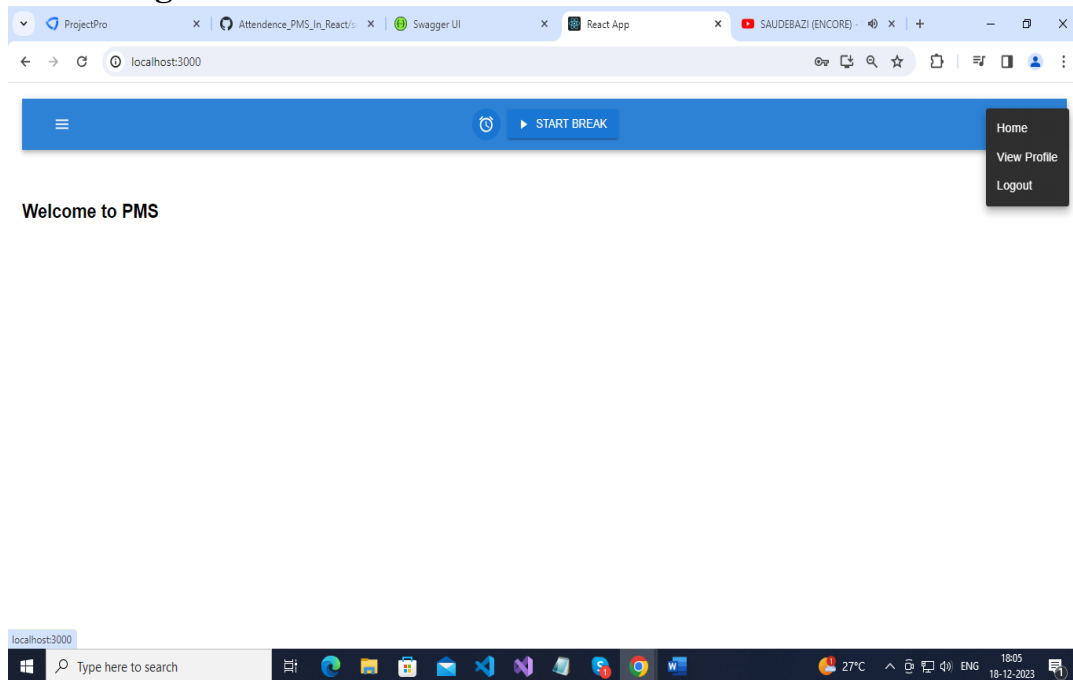 ProjectPro Attendence_PMS_In_React/s Swagger UI React App SAUDEBAZI (ENCORE) -
localhost:3000
START BREAK
Home
View Profile
Logout
Welcome to PMS
localhost:3000
Type here to search
27°C ENG
18:05
18-12-2023
1